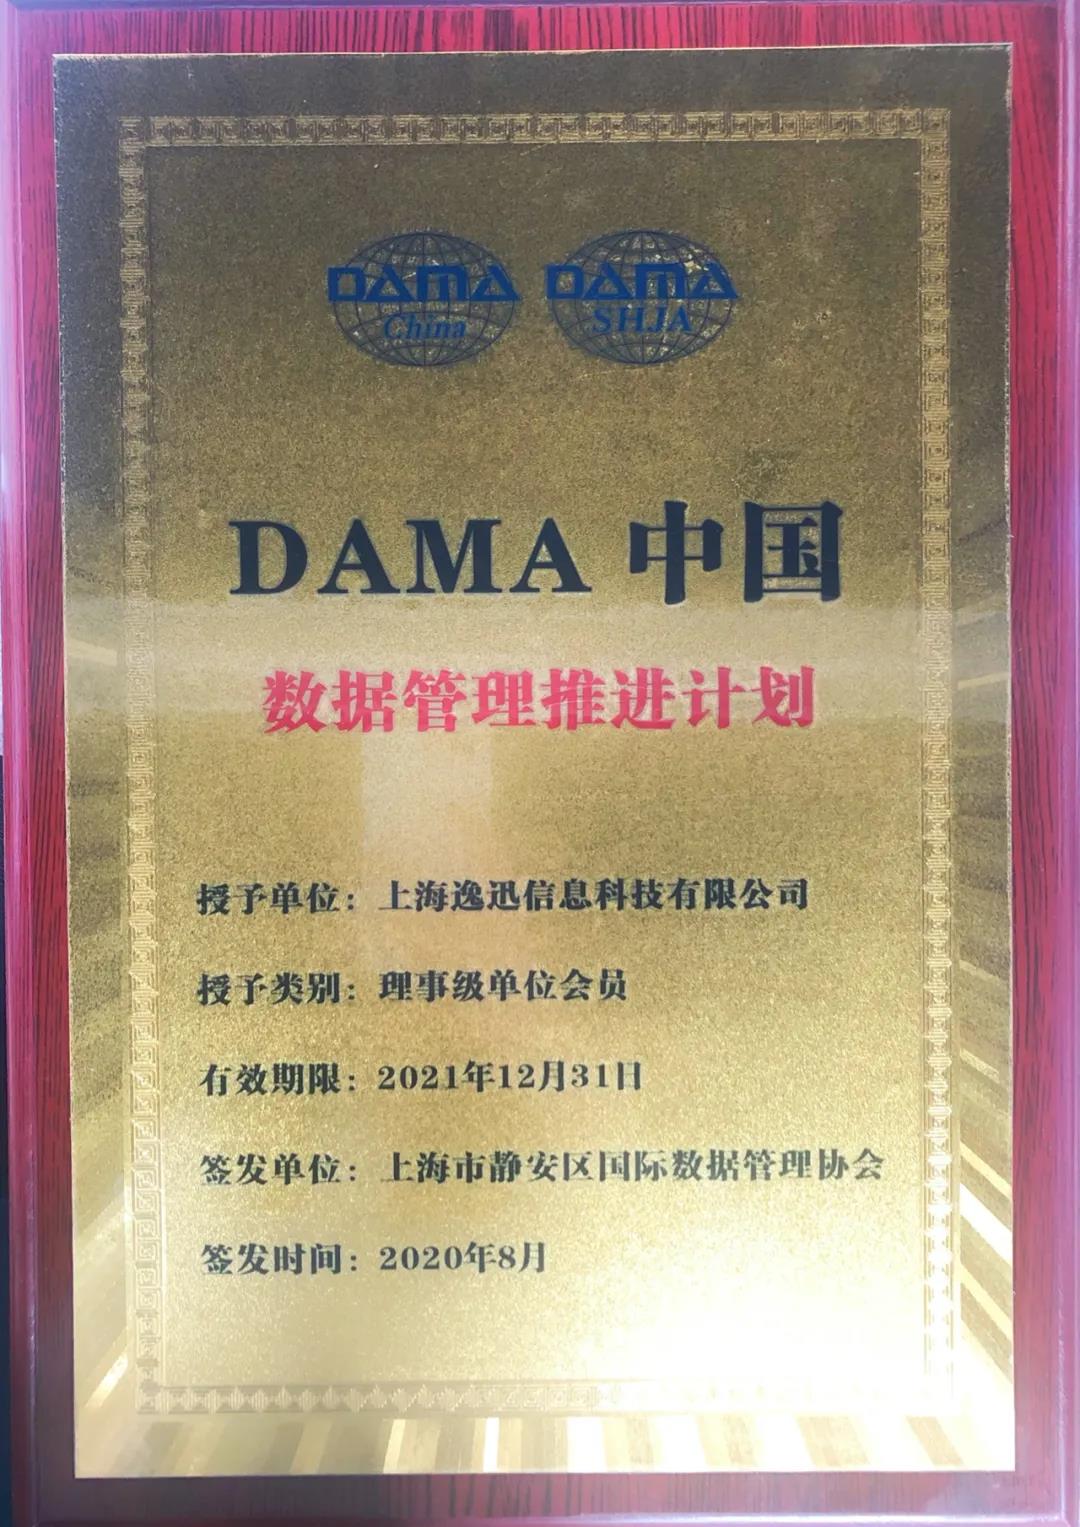 DAMA DAMA
China SHJA
DAMA 中国
数据管理推进计划
授予单位：上海逸迅信息科技有限公司
授予类别：理事级单位会员
有效期限：2021年12月31日
签发单位：上海市静安区国际数据管理协会
签发时间：2020年8月